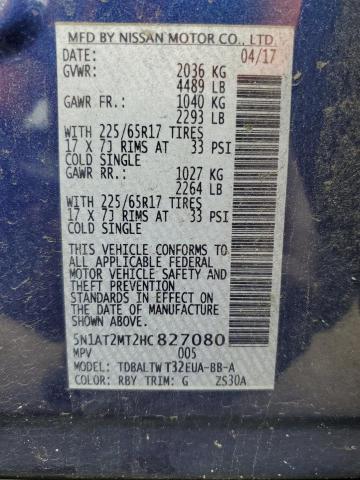 MFD BY NISSAN MOTOR CO., LTD.
DATE: 04/17
GVWR: 2036 KG
4489 LB
GAWR FR.: 1040 KG
2293 LB
WITH 225/65R17 TIRES
17 X 7J RIMS AT 33 PSI
COLD SINGLE
GAWR RR.: 1027 KG
2264 LB
WITH 225/65R17 TIRES
17 X 7J RIMS AT 33 PSI
COLD SINGLE
THIS VEHICLE CONFORMS TO
ALL APPLICABLE FEDERAL
MOTOR VEHICLE SAFETY AND
THEFT PREVENTION
STANDARDS IN EFFECT ON
THE DATE OF MANUFACTURE
SHOWN ABOVE.
5N1AT2MT2HC827080
MPV 005
MODEL: TDBALTW T32EUA-BB-A
COLOR: RBY TRIM: G ZS30A